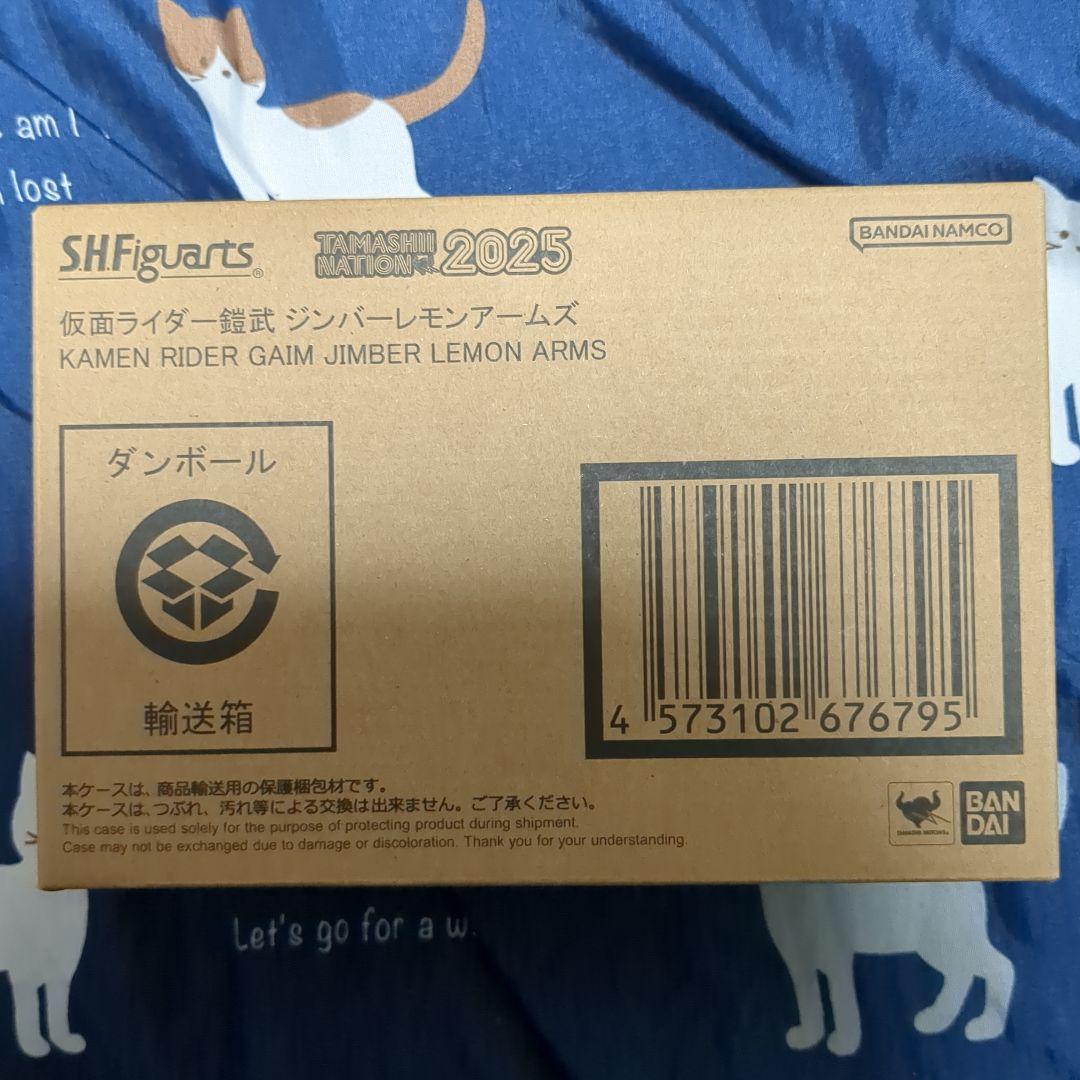 am I
lost
S.H.Figuarts®
TAMASHII NATION 2025
BANDAI NAMCO
仮面ライダー鎧武 ジンバーレモンアームズ
KAMEN RIDER GAIM JIMBER LEMON ARMS
ダンボール
輸送箱
4 573102 676795
本ケースは、商品輸送用の保護梱包材です。
本ケースは、つぶれ、汚れ等による交換は出来ません。ご了承ください。
This case is used solely for the purpose of protecting product during shipment.
Case may not be exchanged due to damage or discoloration. Thank you for your understanding.
TAMASHII NATIONS
BAN
DAI
Let's go for a w